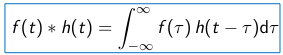 f(t) ∗ h(t) = ∫_{−∞}^{∞} f(τ) h(t − τ)dτ